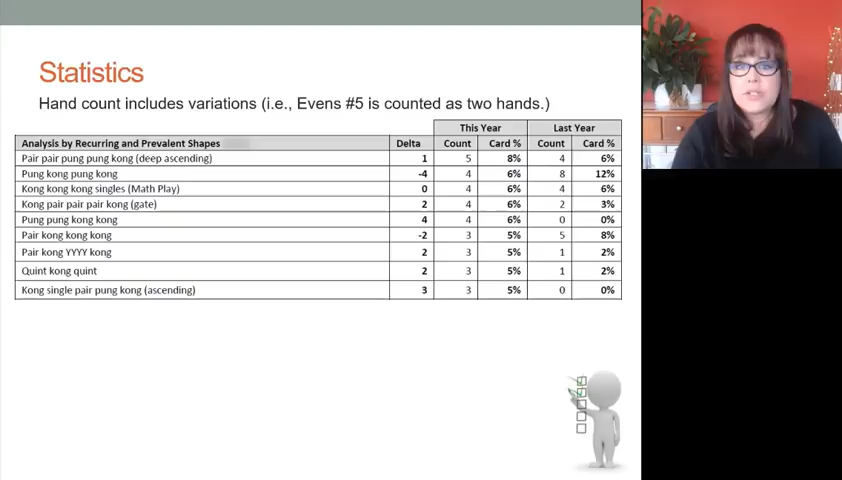 Statistics
Hand count includes variations (i.e., Evens #5 is counted as two hands.)
This Year Last Year
Analysis by Recurring and Prevalent Shapes Delta Count Card % Count Card %
Pair pair pung pung kong (deep ascending) 1 5 8% 4 6%
Pung kong pung kong -4 4 6% 8 12%
Kong kong kong singles (Math Play) 0 4 6% 4 6%
Kong pair pair pair kong (gate) 2 4 6% 2 3%
Pung pung kong kong 4 4 6% 0 0%
Pair kong kong kong -2 3 5% 5 8%
Pair kong YYYY kong 2 3 5% 1 2%
Quint kong quint 2 3 5% 1 2%
Kong single pair pung kong (ascending) 3 3 5% 0 0%